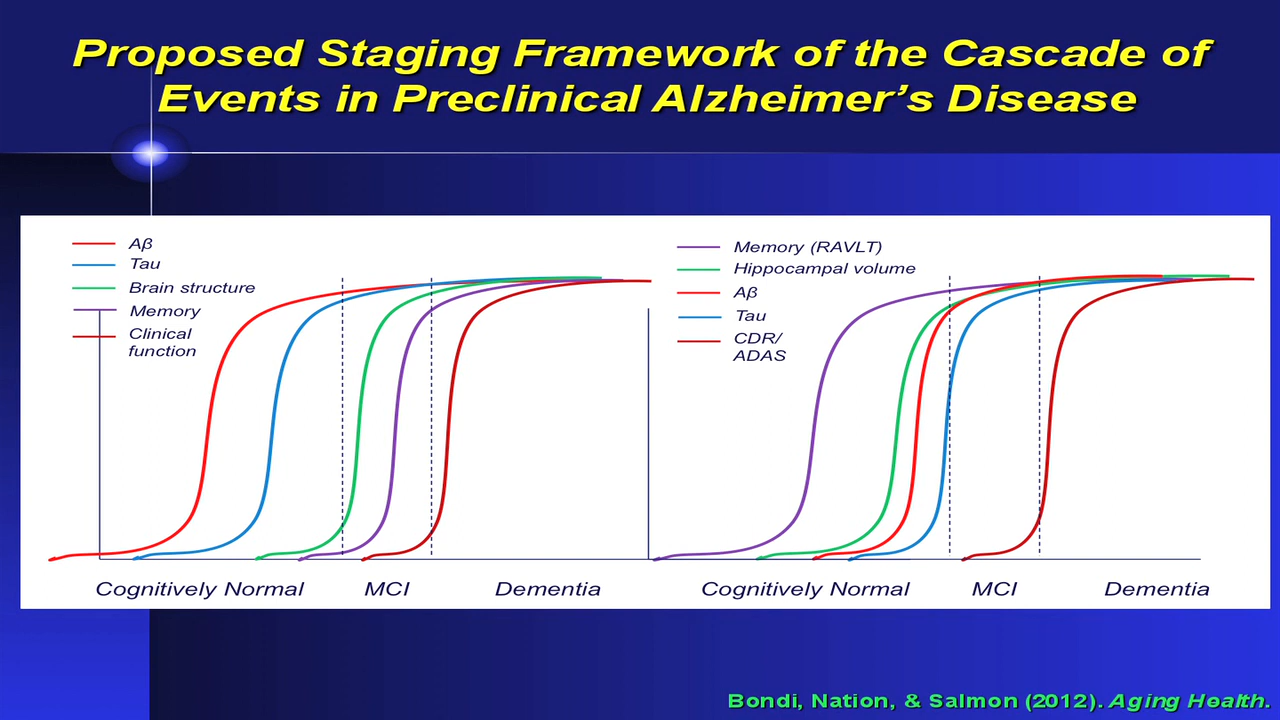 Proposed Staging Framework of the Cascade of
Events in Preclinical Alzheimer’s Disease
Aβ
Tau
Brain structure
Memory
Clinical
function
Cognitively Normal
MCI
Dementia
Memory (RAVLT)
Hippocampal volume
Aβ
Tau
CDR/
ADAS
Cognitively Normal
MCI
Dementia
Bondi, Nation, & Salmon (2012). Aging Health.